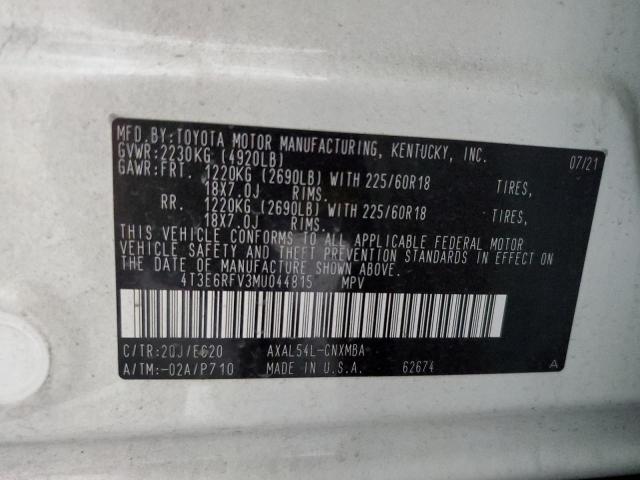 MFD.BY:TOYOTA MOTOR MANUFACTURING, KENTUCKY, INC.
GVWR:2230KG (4920LB) 07/21
GAWR:FRT. 1220KG (2690LB) WITH 225/60R18 TIRES,
18X7.0J RIMS.
RR. 1220KG (2690LB) WITH 225/60R18 TIRES,
18X7.0J RIMS.
THIS VEHICLE CONFORMS TO ALL APPLICABLE FEDERAL MOTOR
VEHICLE SAFETY AND THEFT PREVENTION STANDARDS IN EFFECT ON
THE DATE OF MANUFACTURE SHOWN ABOVE.
4T3E6RFV3MU044815 MPV
C/TR:2QJ/EC20 AXAL54L-CNXMBA
A/TM:-02A/P710 MADE IN U.S.A. 62674 A